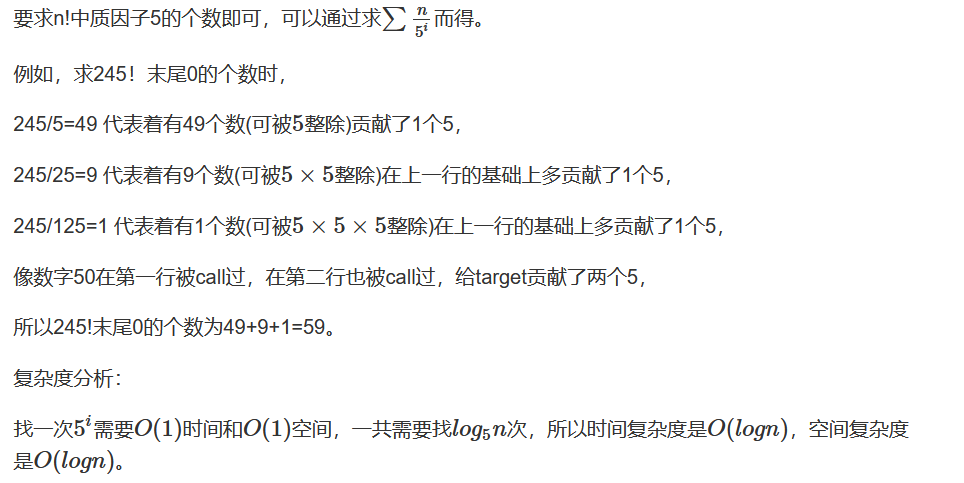 要求n!中质因子5的个数即可，可以通过求∑ n/5^i 而得。
例如，求245！末尾0的个数时，
245/5=49 代表着有49个数(可被5整除)贡献了1个5，
245/25=9 代表着有9个数(可被5 × 5整除)在上一行的基础上多贡献了1个5，
245/125=1 代表着有1个数(可被5 × 5 × 5整除)在上一行的基础上多贡献了1个5，
像数字50在第一行被call过，在第二行也被call过，给target贡献了两个5，
所以245!末尾0的个数为49+9+1=59。
复杂度分析：
找一次5^i需要O(1)时间和O(1)空间，一共需要找log₅n次，所以时间复杂度是O(logn)，空间复杂度
是O(logn)。